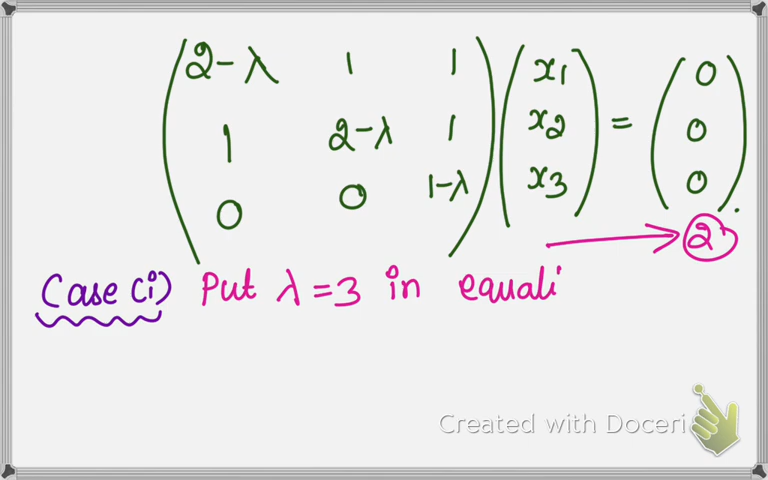 2-λ 1 1 x1 0
1 2-λ 1 x2 = 0
0 0 1-λ x3 0.
→ 2
Case (i) Put λ=3 in equali
Created with Doceri